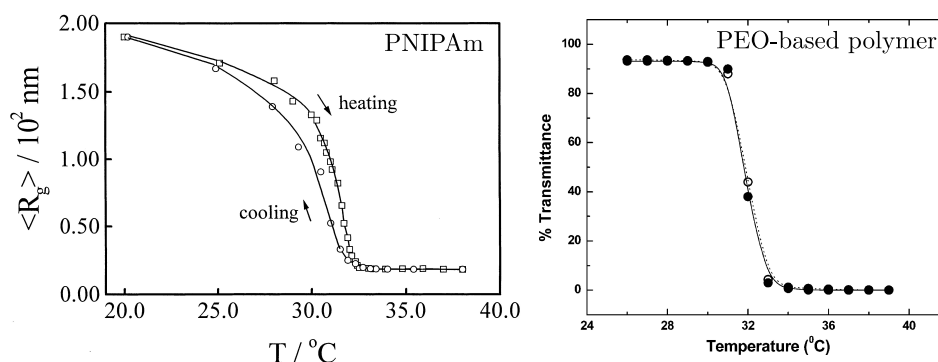 PNIPAm
2.00
1.50
1.00
0.50
0.00
<R_g> / 10² nm
heating
cooling
20.0 25.0 30.0 35.0 40.0
T / °C
PEO-based polymer
100
80
60
40
20
0
% Transmittance
24 28 32 36 40
Temperature (⁰C)